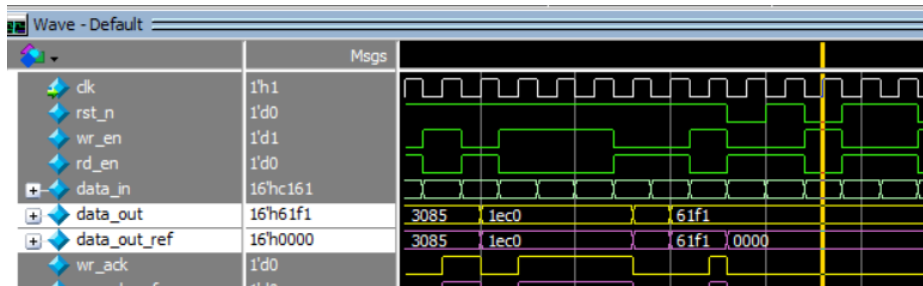 Wave - Default
Msgs
clk 1'h1
rst_n 1'd0
wr_en 1'd1
rd_en 1'd0
data_in 16'hc161
data_out 16'h61f1 3085 1ec0 61f1
data_out_ref 16'h0000 3085 1ec0 61f1 0000
wr_ack 1'd0